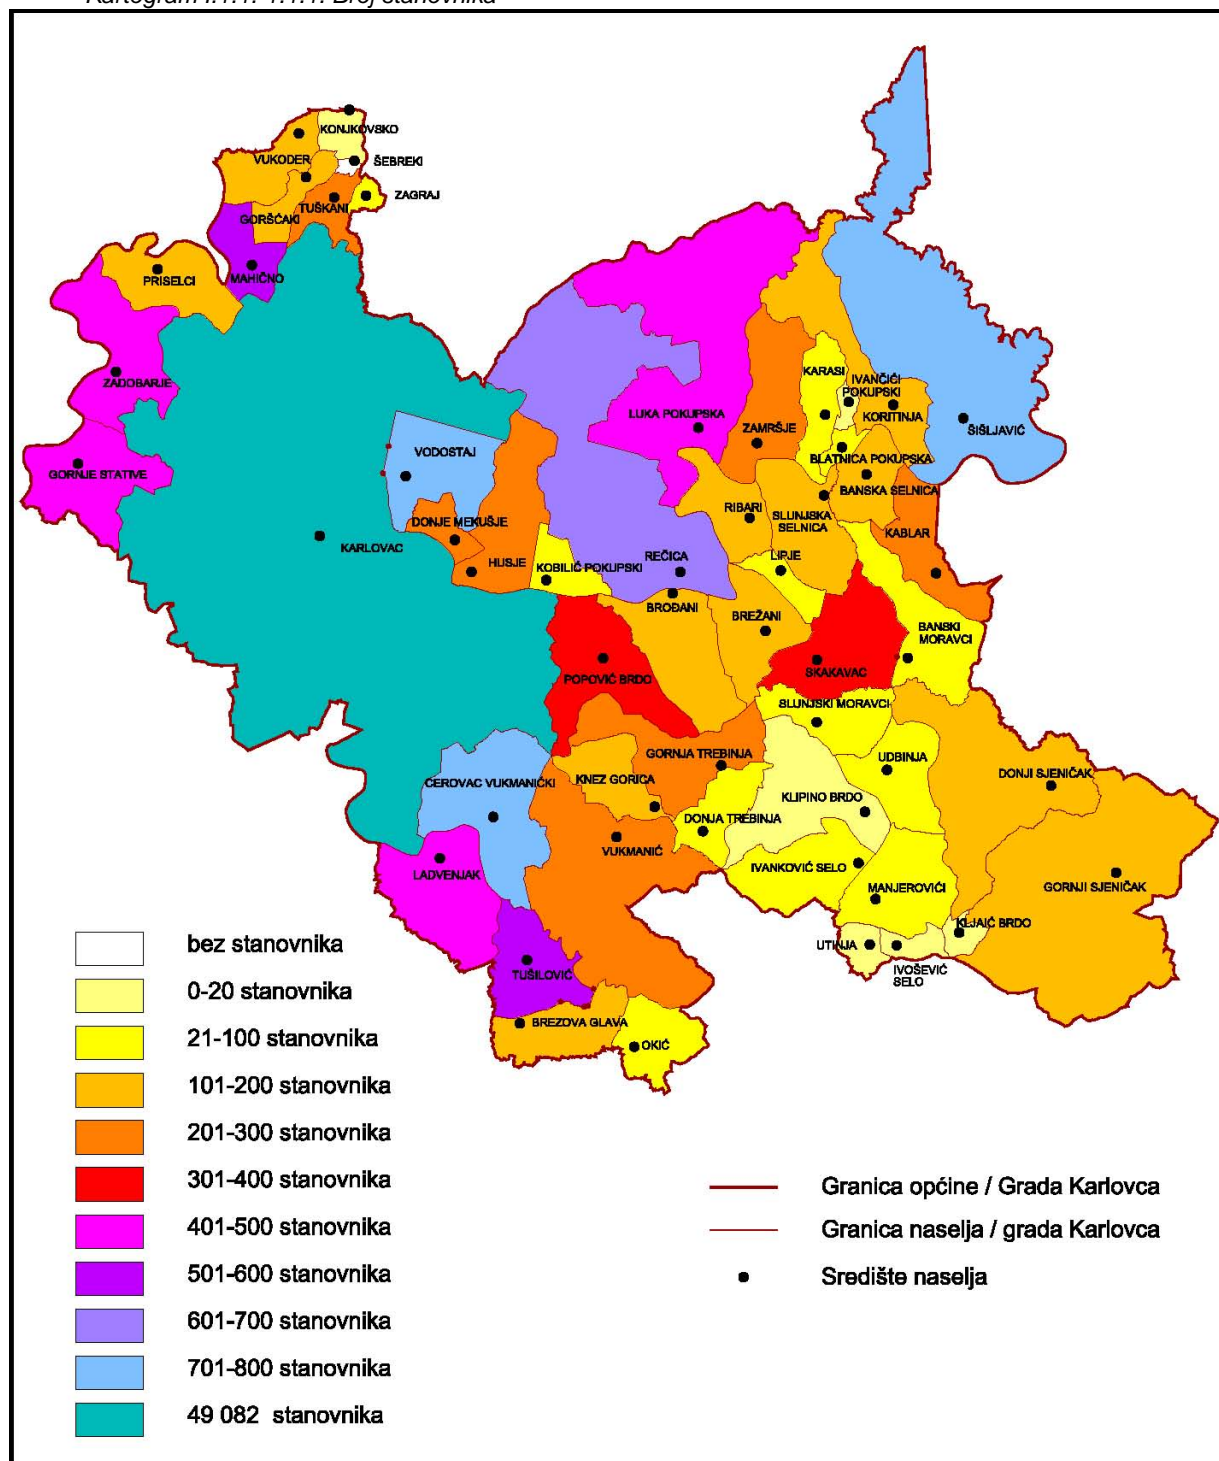 KONJKOVSKO
VUKODER
ŠEBREKI
ZAGRAJ
TUŠKANI
GORŠĆAKI
MAHIČNO
PRISELCI
ZADOBARJE
GORNJE STATIVE
KARLOVAC
VODOSTAJ
DONJE MEKUŠJE
HUSJE
KOBILIĆ POKUPSKI
REČICA
LUKA POKUPSKA
ZAMRŠJE
KARASI
IVANČIĆI
POKUPSKI
KORITINJA
ŠIŠLJAVIĆ
BLATNICA POKUPSKA
BANSKA SELNICA
RIBARI
SLUNJSKA
SELNICA
KABLAR
LIPJE
BROĐANI
BREŽANI
BANSKI
MORAVCI
SKAKAVAC
POPOVIĆ BRDO
SLUNJSKI MORAVCI
GORNJA TREBINJA
UDBINJA
DONJI SJENIČAK
KNEZ GORICA
CEROVAC VUKMANIĆKI
KLIPINO BRDO
DONJA TREBINJA
VUKMANIĆ
LADVENJAK
IVANKOVIĆ SELO
MANJEROVIĆI
GORNJI SJENIČAK
KLJAIĆ BRDO
UTINJA
IVOŠEVIĆ
SELO
TUŠILOVIĆ
BREZOVA GLAVA
OKIĆ
bez stanovnika
0-20 stanovnika
21-100 stanovnika
101-200 stanovnika
201-300 stanovnika
301-400 stanovnika
401-500 stanovnika
501-600 stanovnika
601-700 stanovnika
701-800 stanovnika
49 082 stanovnika
Granica općine / Grada Karlovca
Granica naselja / grada Karlovca
Središte naselja